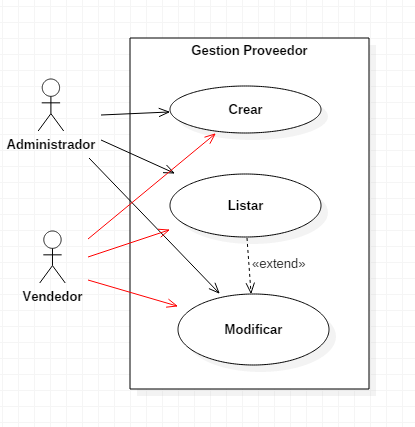 Gestion Proveedor
Crear
Administrador
Listar
«extend»
Vendedor
Modificar